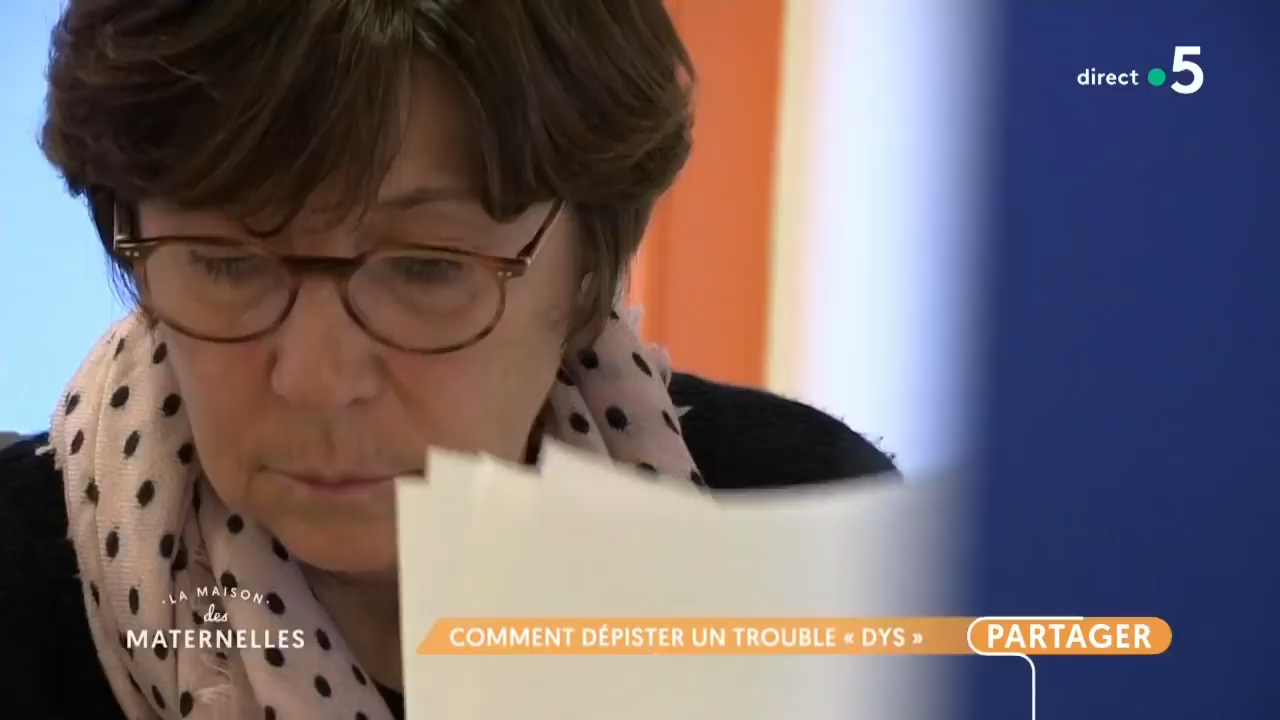 direct 5
LA MAISON
des
MATERNELLES
COMMENT DÉPISTER UN TROUBLE « DYS »
PARTAGER